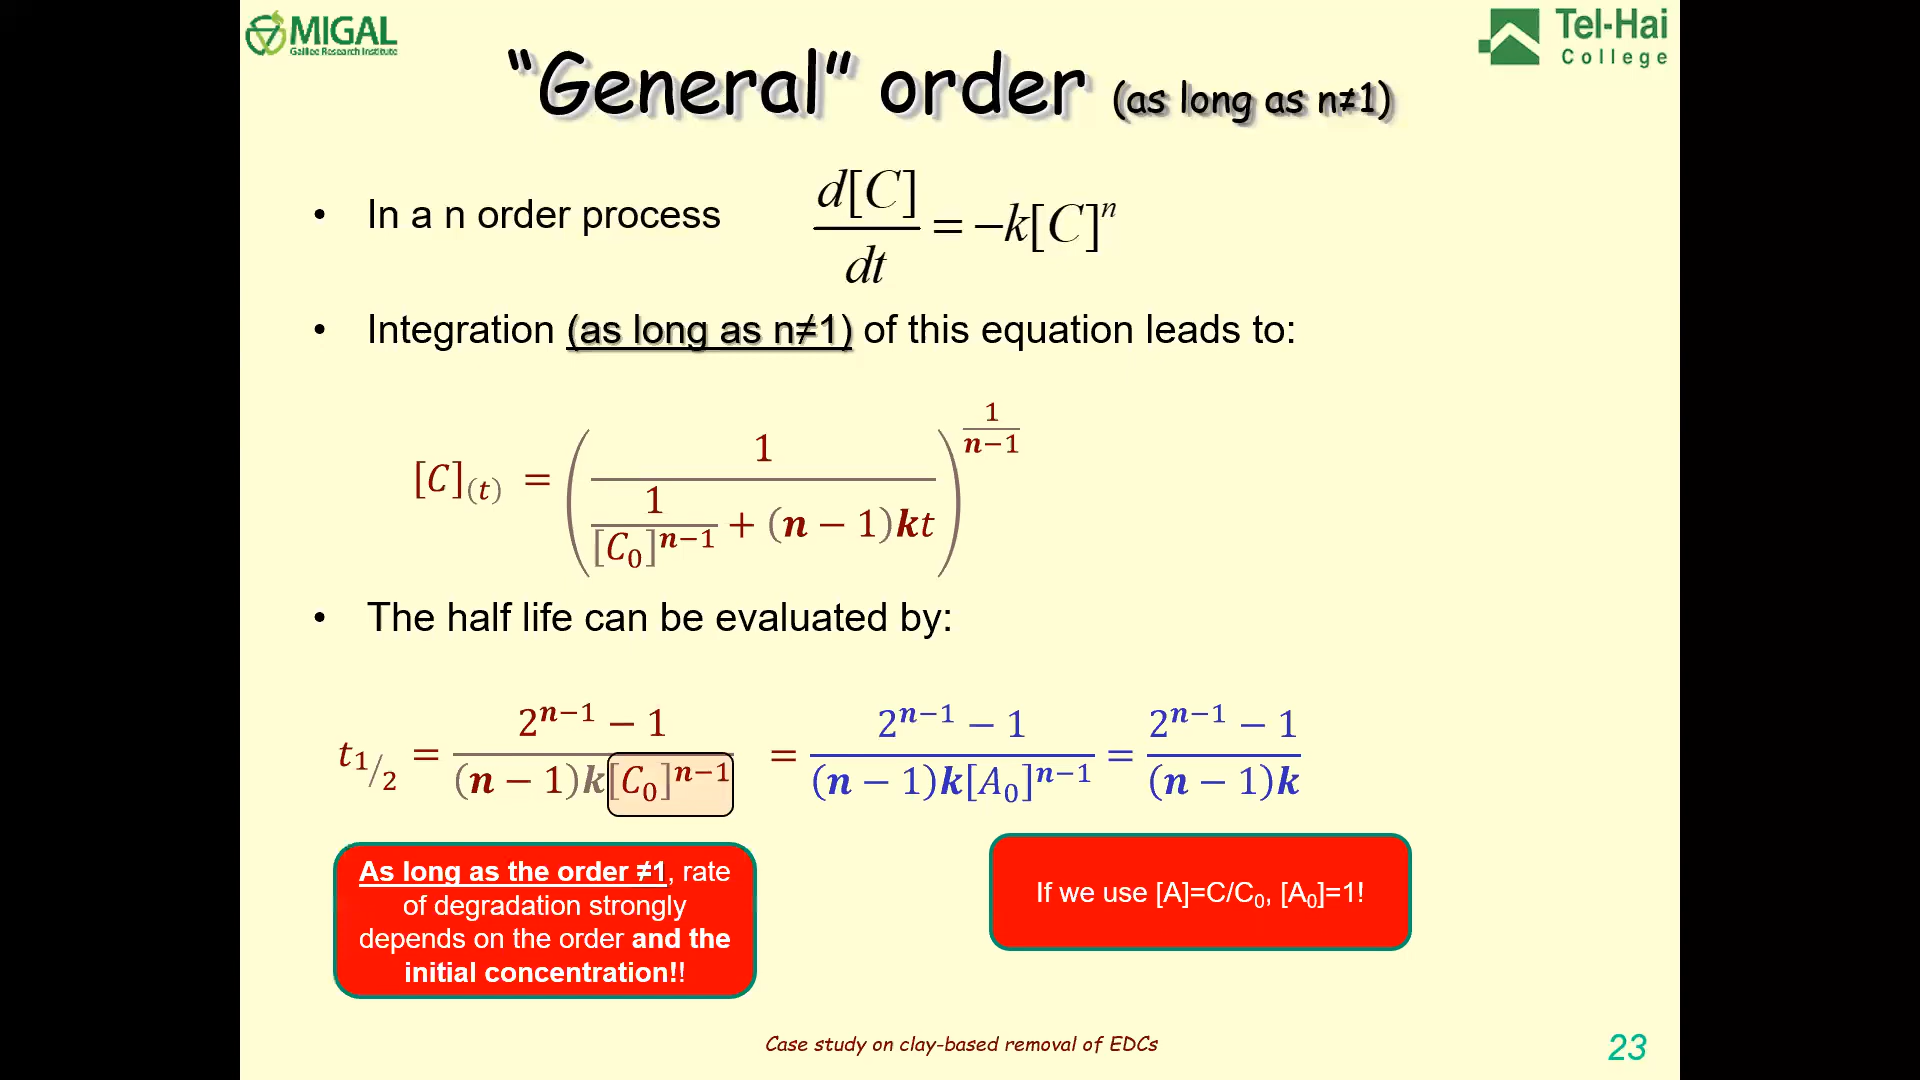 MIGAL
Galilee Research Institute
Tel-Hai
College
“General” order (as long as n≠1)
• In a n order process d[C]/dt = −k[C]ⁿ
• Integration (as long as n≠1) of this equation leads to:
[C]₍t₎ = (1 / (1/[C₀]^(n−1) + (n − 1)kt))^(1/(n−1))
• The half life can be evaluated by:
t₁/₂ = (2^(n−1) − 1) / ((n − 1)k[C₀]^(n−1)) = (2^(n−1) − 1) / ((n − 1)k[A₀]^(n−1)) = (2^(n−1) − 1) / ((n − 1)k)
As long as the order ≠1, rate
of degradation strongly
depends on the order and the
initial concentration!!
If we use [A]=C/C₀, [A₀]=1!
Case study on clay-based removal of EDCs
23